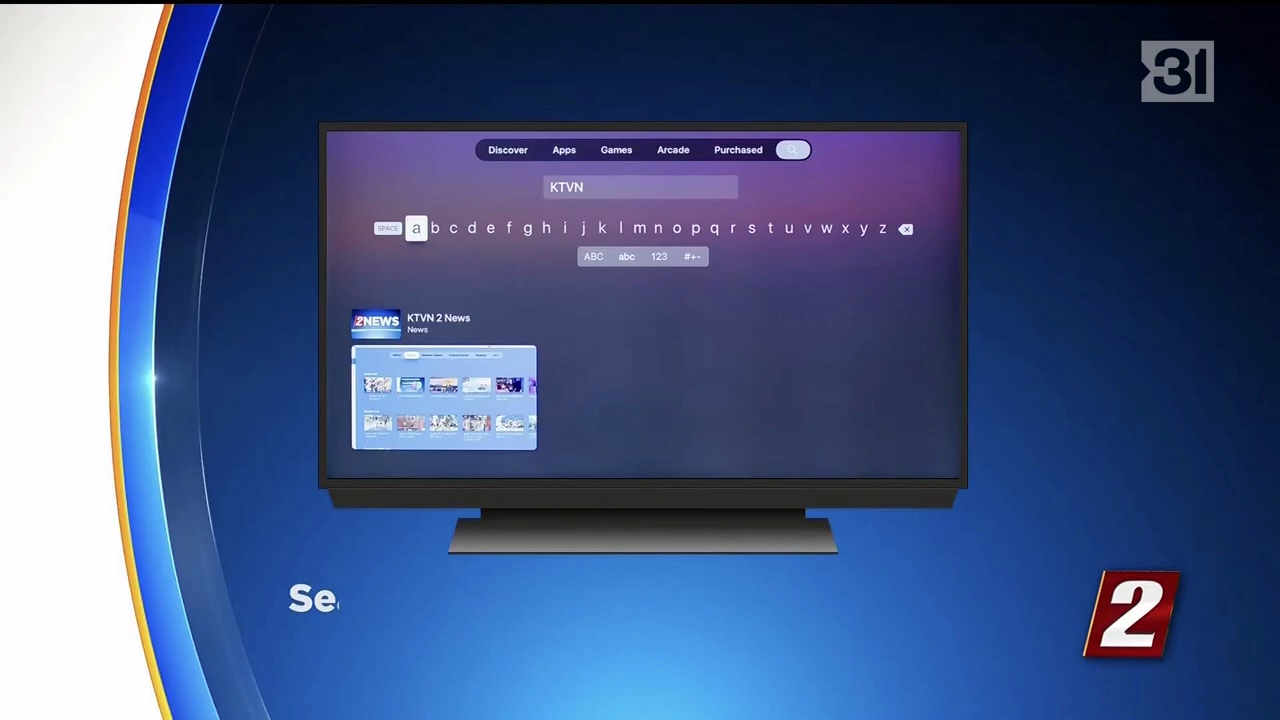 31
Discover Apps Games Arcade Purchased
KTVN
SPACE a b c d e f g h i j k l m n o p q r s t u v w x y z
ABC abc 123 #+-
2NEWS
KTVN 2 News
News
Se
2